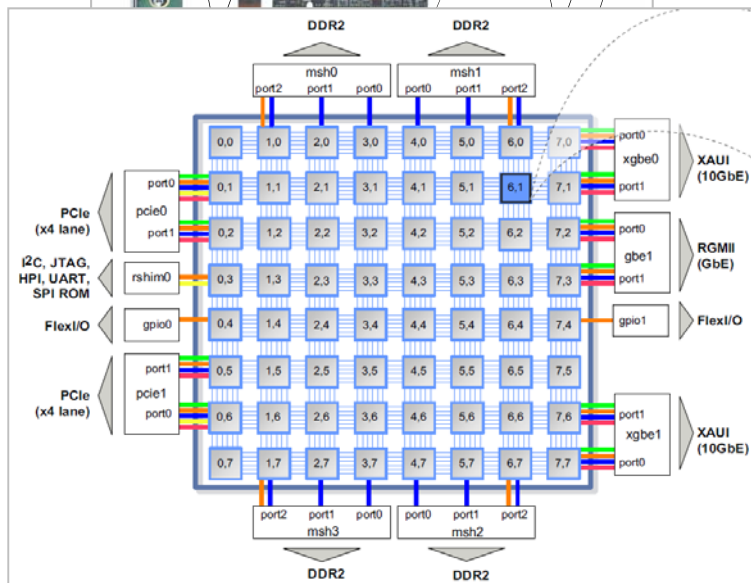 DDR2 DDR2
msh0 msh1
port2 port1 port0 port0 port1 port2
0,0 1,0 2,0 3,0 4,0 5,0 6,0 7,0
port0
xgbe0
port1
XAUI
(10GbE)
port0
pcie0
port1
PCIe
(x4 lane)
0,1 1,1 2,1 3,1 4,1 5,1 6,1 7,1
0,2 1,2 2,2 3,2 4,2 5,2 6,2 7,2
port0
gbe1
port1
RGMII
(GbE)
I²C, JTAG,
HPI, UART,
SPI ROM
rshim0
0,3 1,3 2,3 3,3 4,3 5,3 6,3 7,3
FlexI/O gpio0 0,4 1,4 2,4 3,4 4,4 5,4 6,4 7,4 gpio1 FlexI/O
port1
pcie1
port0
PCIe
(x4 lane)
0,5 1,5 2,5 3,5 4,5 5,5 6,5 7,5
0,6 1,6 2,6 3,6 4,6 5,6 6,6 7,6
port1
xgbe1
port0
XAUI
(10GbE)
0,7 1,7 2,7 3,7 4,7 5,7 6,7 7,7
port2 port1 port0 port0 port1 port2
msh3 msh2
DDR2 DDR2